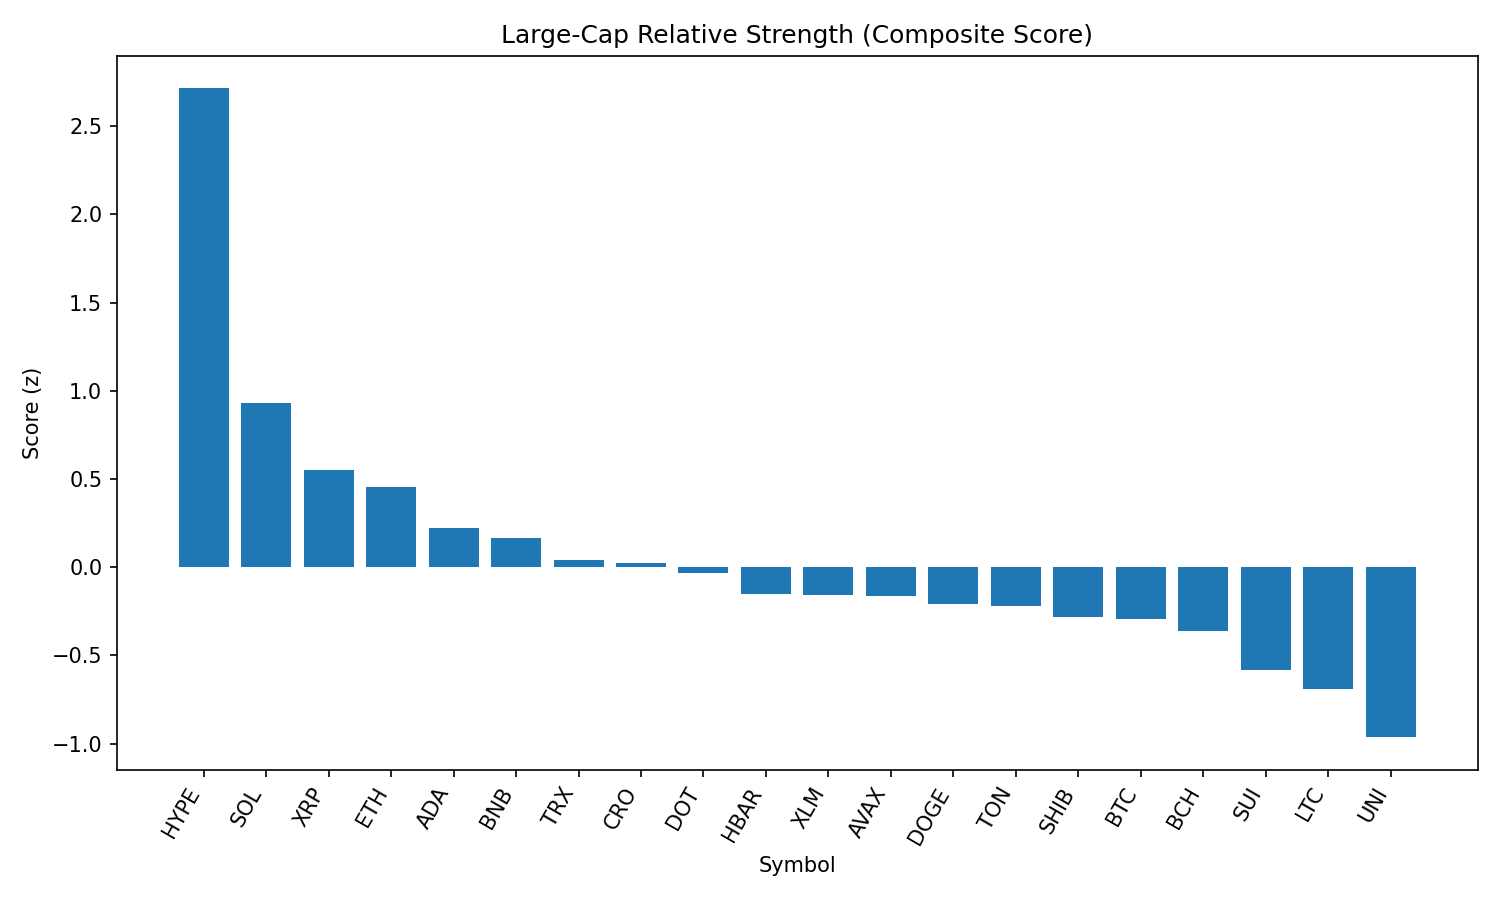 Large-Cap Relative Strength (Composite Score)
Score (z)
2.5
2.0
1.5
1.0
0.5
0.0
−0.5
−1.0
HYPE
SOL
XRP
ETH
ADA
BNB
TRX
CRO
DOT
HBAR
XLM
AVAX
DOGE
TON
SHIB
BTC
BCH
SUI
LTC
UNI
Symbol